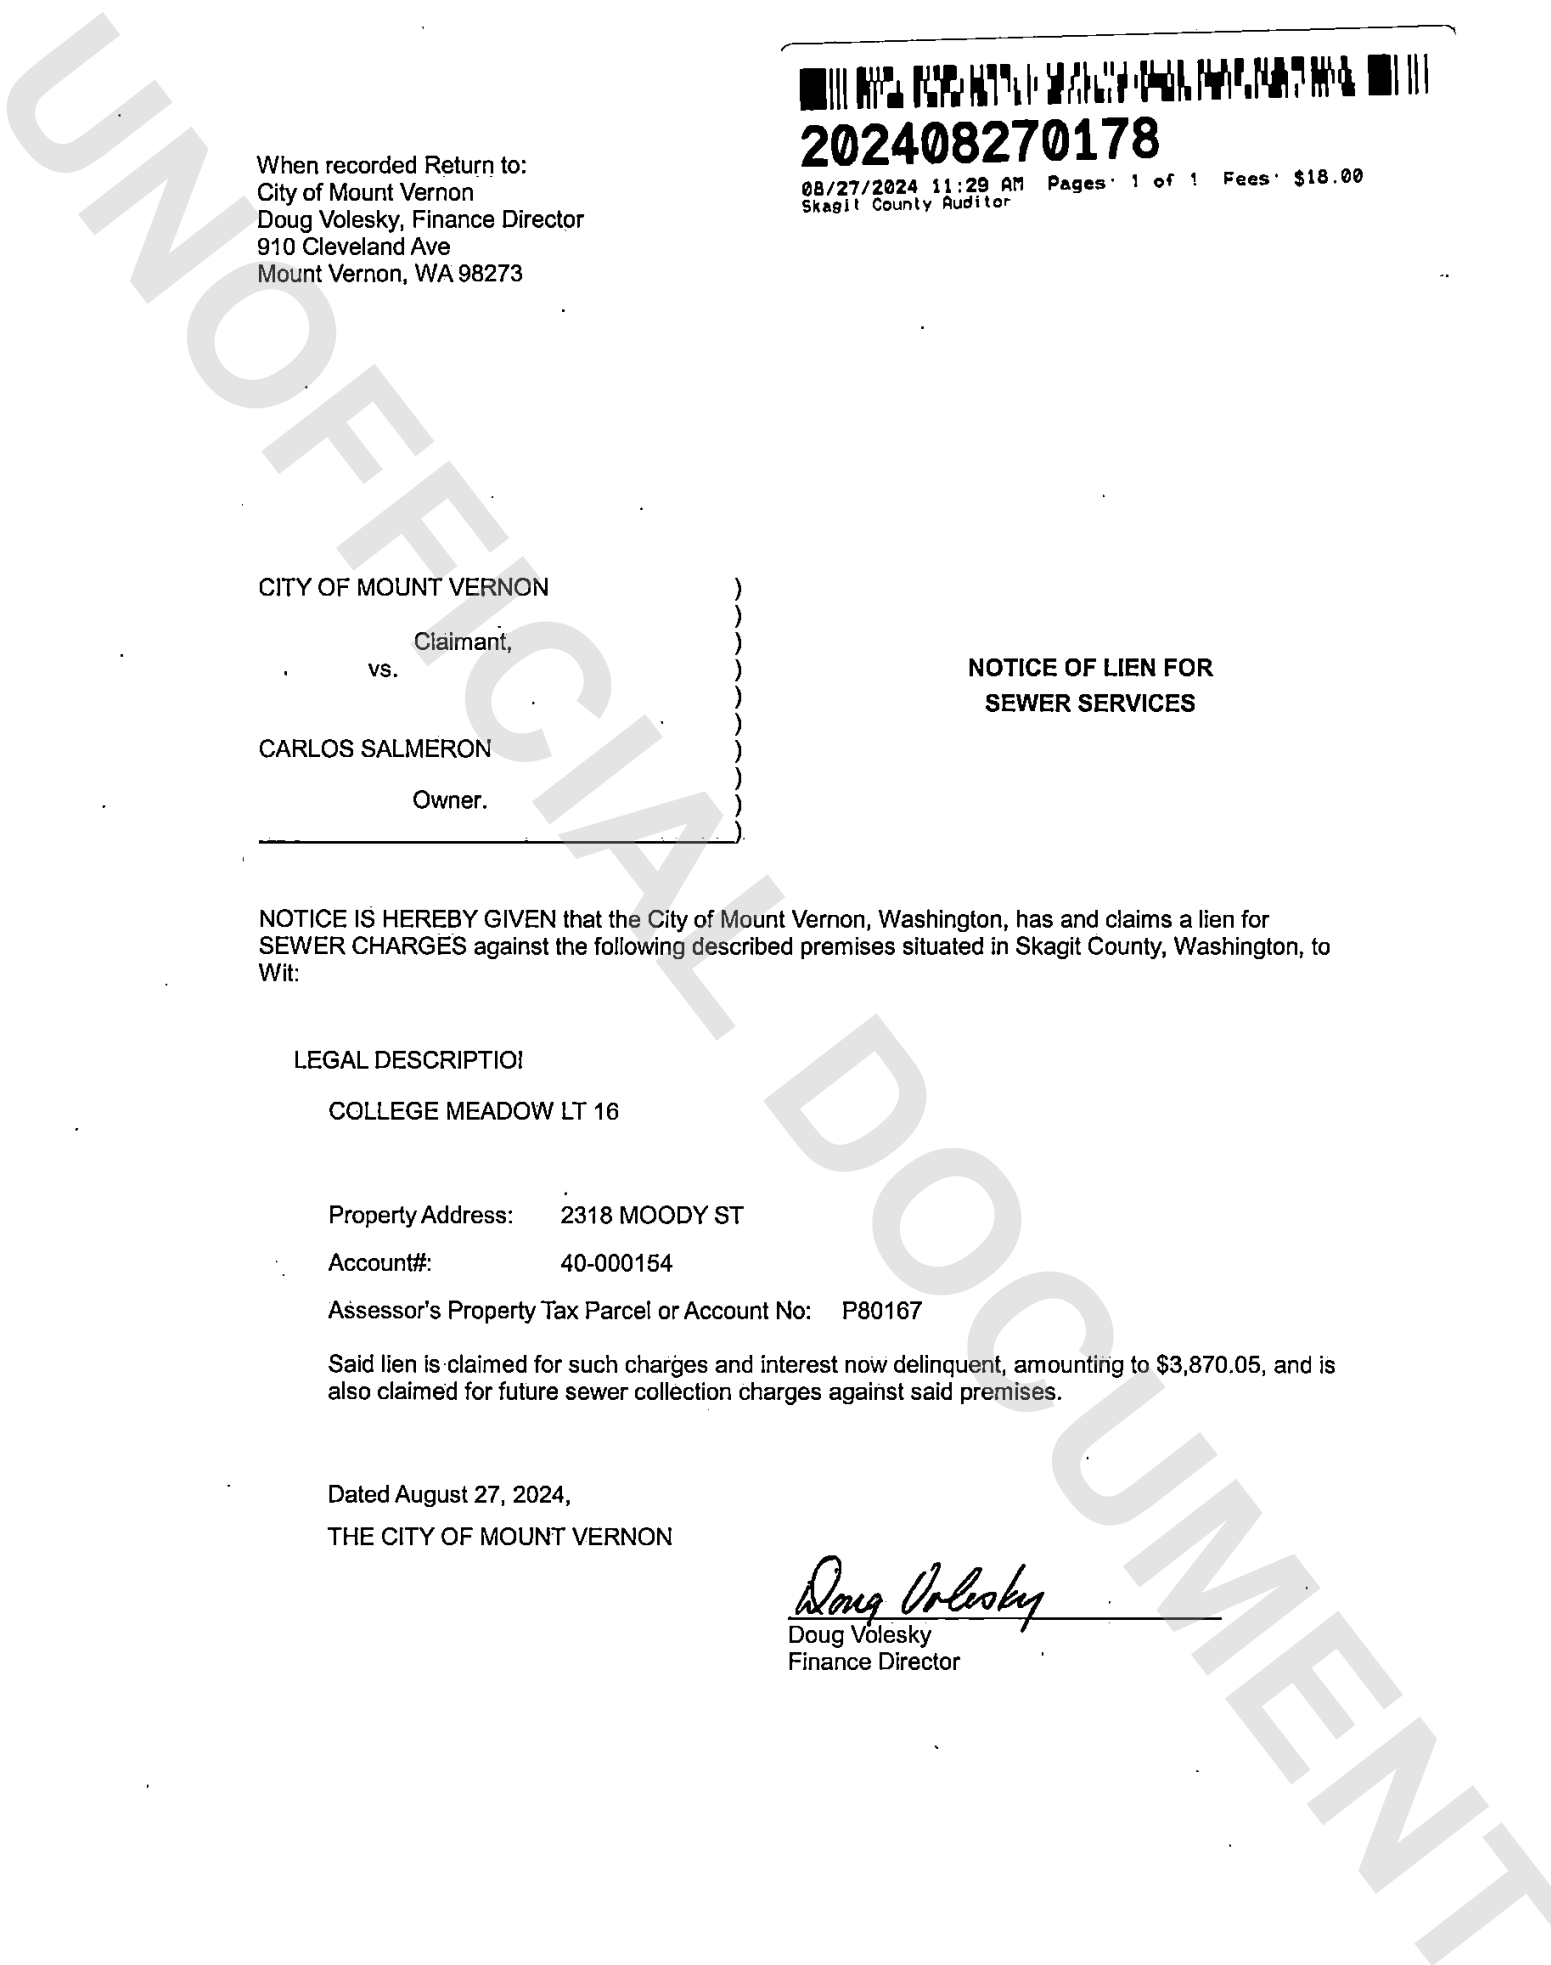 202408270178
08/27/2024 11:29 AM Pages: 1 of 1 Fees: $18.00
Skagit County Auditor
When recorded Return to:
City of Mount Vernon
Doug Volesky, Finance Director
910 Cleveland Ave
Mount Vernon, WA 98273
CITY OF MOUNT VERNON )
)
Claimant, )
vs. )
)
)
CARLOS SALMERON )
)
Owner. )
)
NOTICE OF LIEN FOR
SEWER SERVICES
NOTICE IS HEREBY GIVEN that the City of Mount Vernon, Washington, has and claims a lien for
SEWER CHARGES against the following described premises situated in Skagit County, Washington, to
Wit:
LEGAL DESCRIPTIOI
COLLEGE MEADOW LT 16
Property Address: 2318 MOODY ST
Account#: 40-000154
Assessor's Property Tax Parcel or Account No: P80167
Said lien is claimed for such charges and interest now delinquent, amounting to $3,870.05, and is
also claimed for future sewer collection charges against said premises.
Dated August 27, 2024,
THE CITY OF MOUNT VERNON
Doug Volesky
Doug Volesky
Finance Director
UNOFFICIAL DOCUMENT